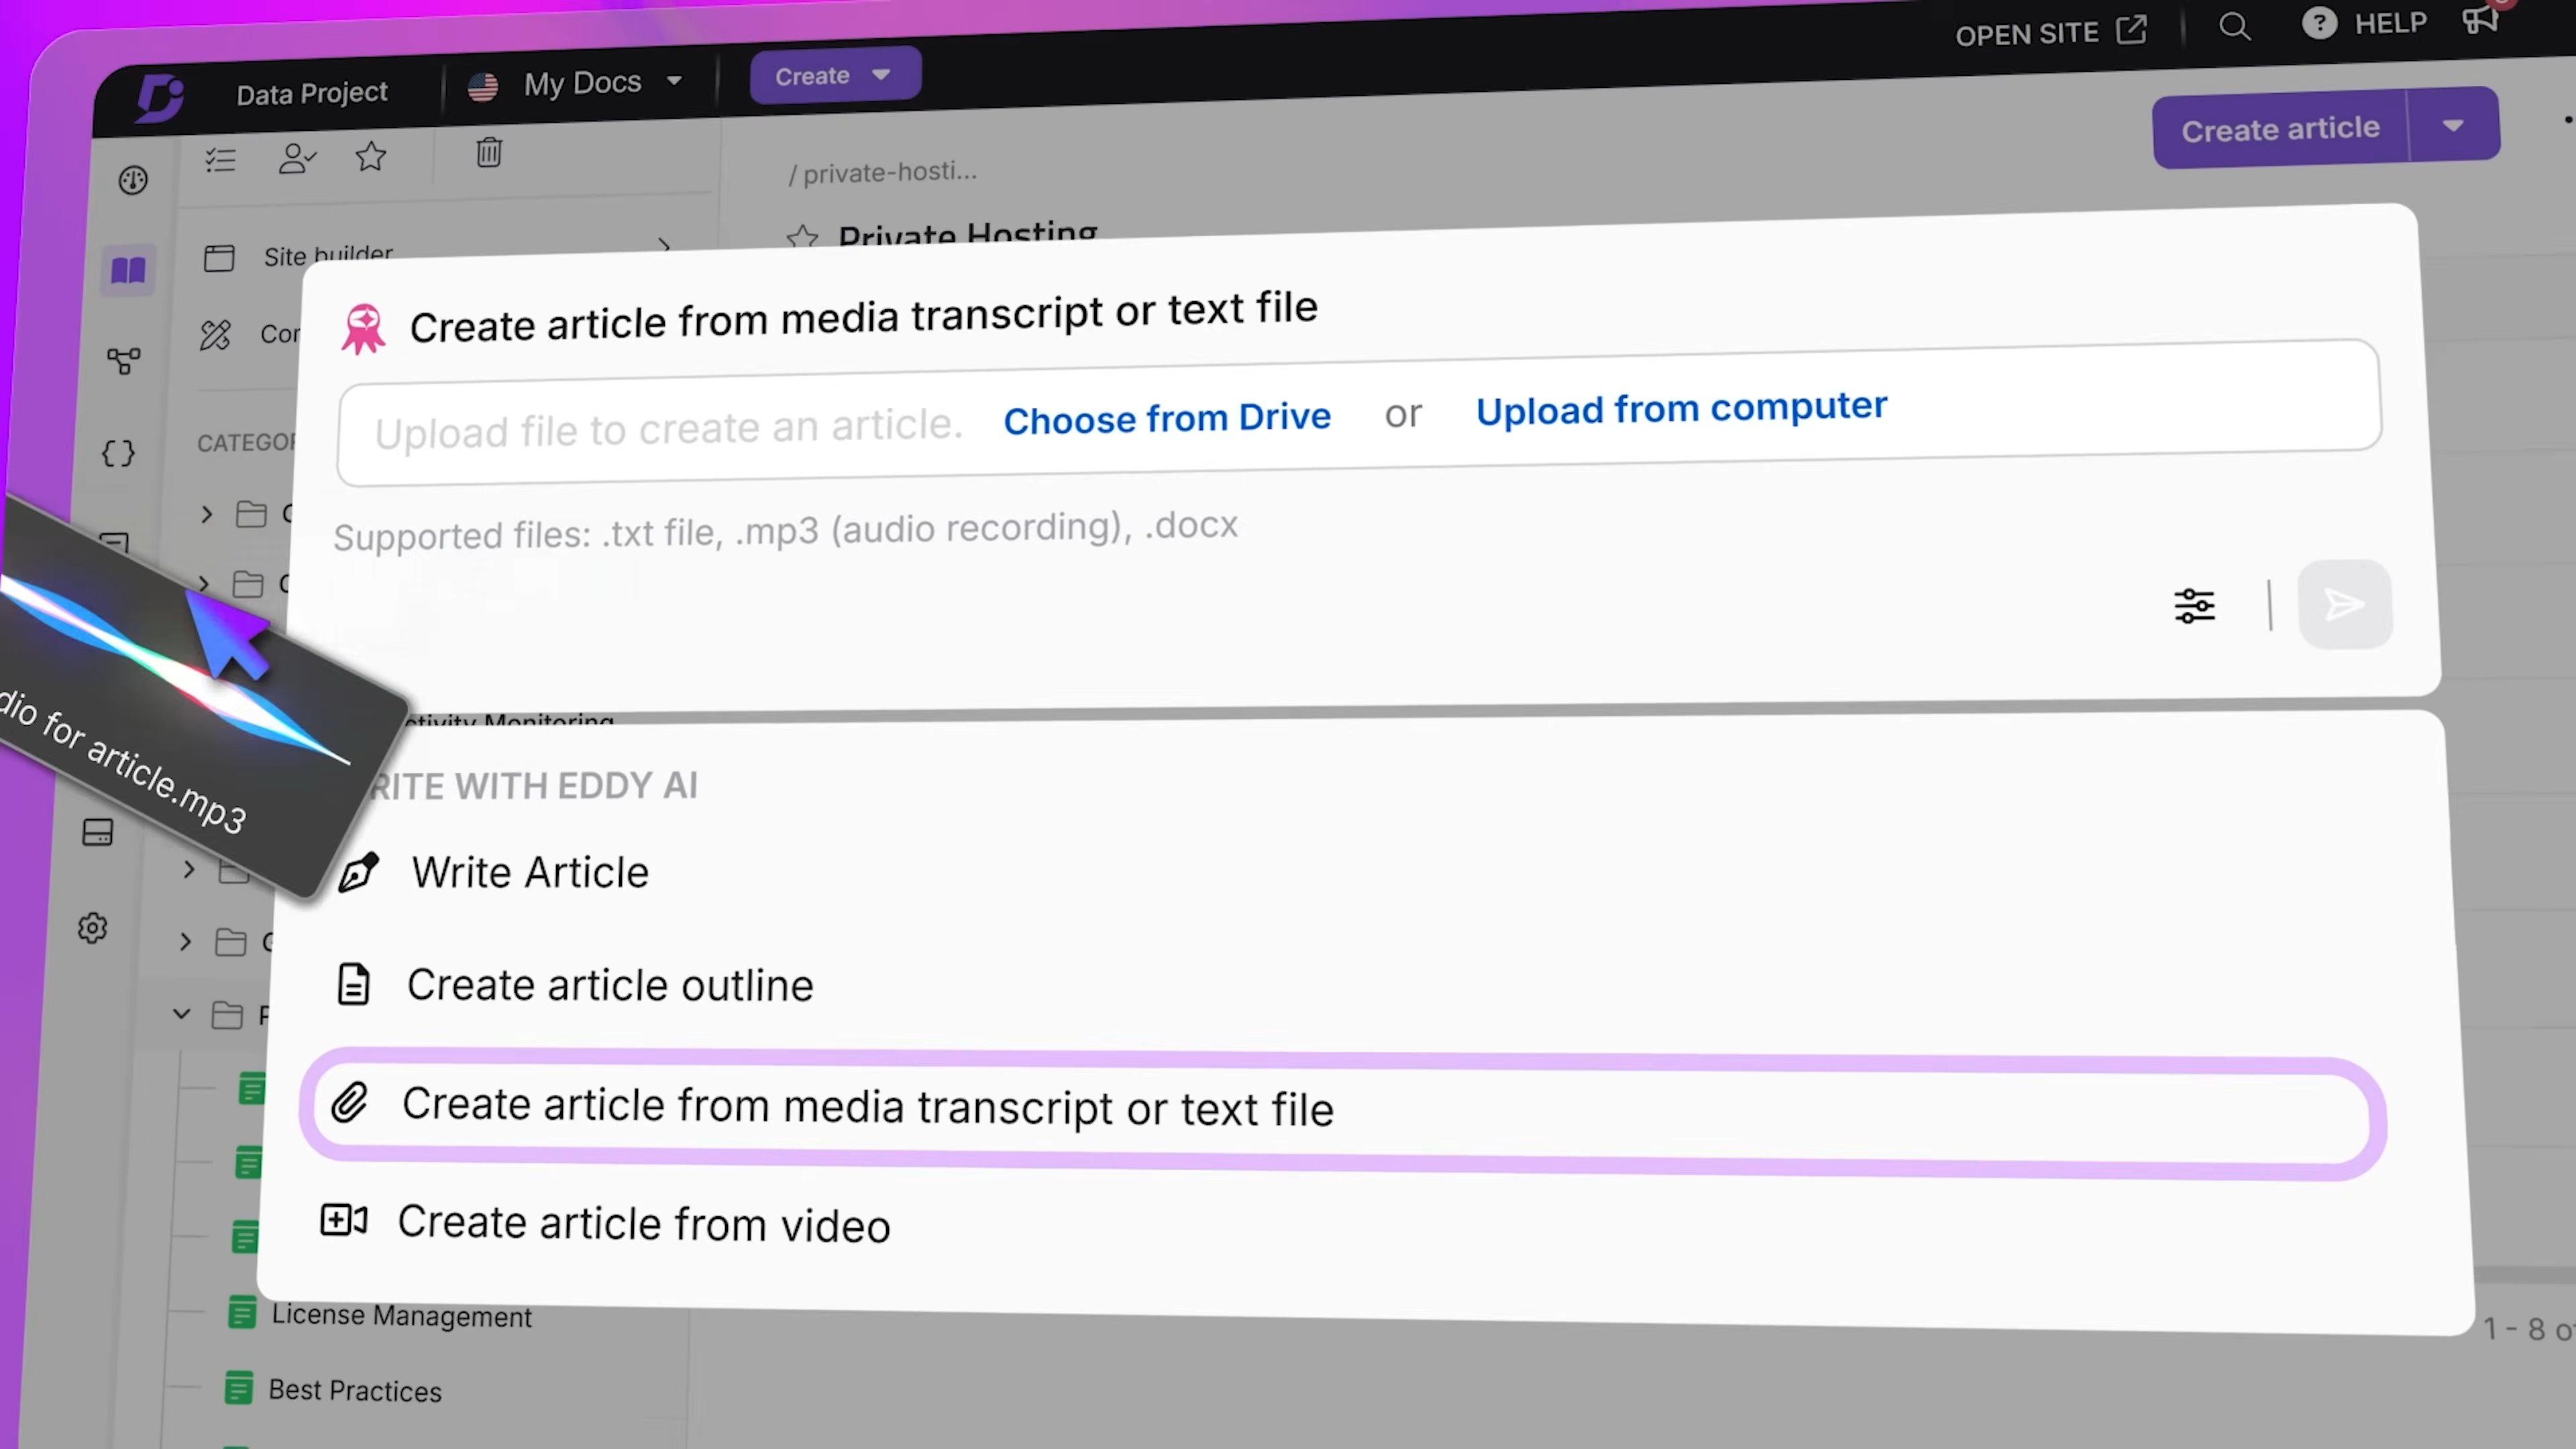 Data Project
My Docs
Create
OPEN SITE
HELP
Create article
/ private-hosti...
Private Hosting
Site builder
Create article from media transcript or text file
Upload file to create an article. Choose from Drive or Upload from computer
Supported files: .txt file, .mp3 (audio recording), .docx
for article.mp3
Monitoring
WITH EDDY AI
Write Article
Create article outline
Create article from media transcript or text file
Create article from video
License Management
Best Practices
1 - 8